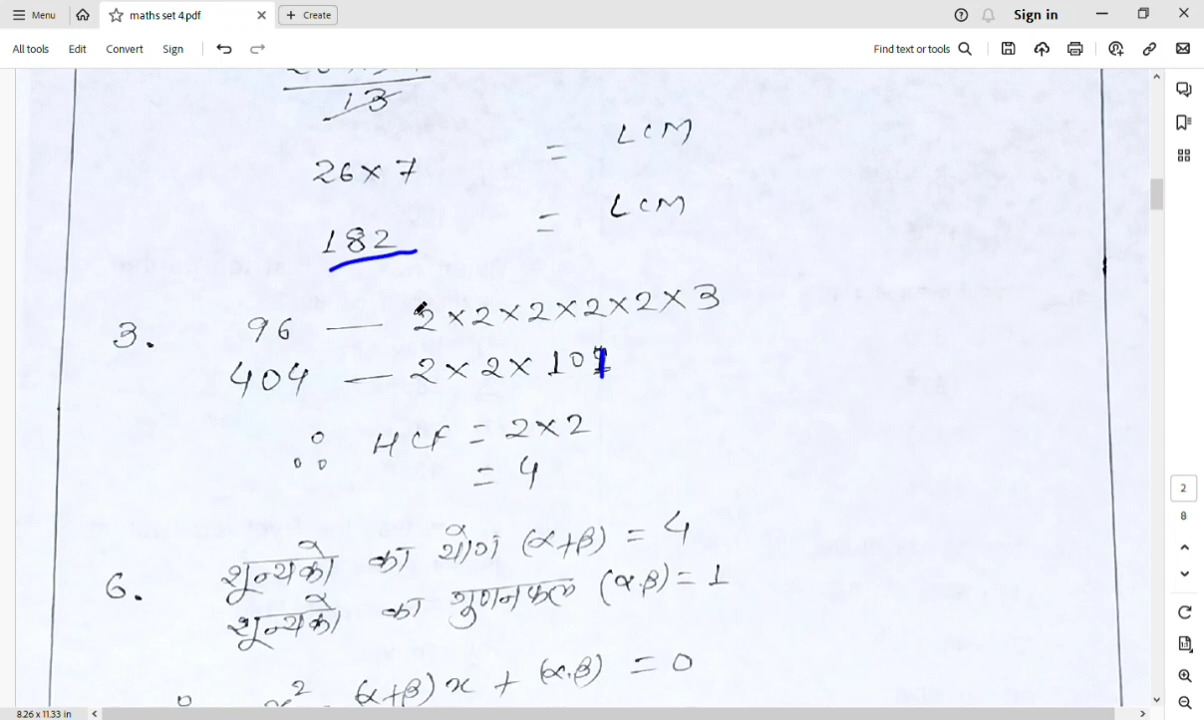 Menu maths set 4.pdf Create Sign in
All tools Edit Convert Sign Find text or tools
13
= LCM
26 × 7
= LCM
182
3. 96 — 2 × 2 × 2 × 2 × 2 × 3
404 — 2 × 2 × 101
∴ HCF = 2 × 2
= 4
शून्यकों का योग (α+β) = 4
6.
शून्यकों का गुणनफल (α.β) = 1
x² (α+β)x + (α.β) = 0
2
8
8.26 x 11.33 in